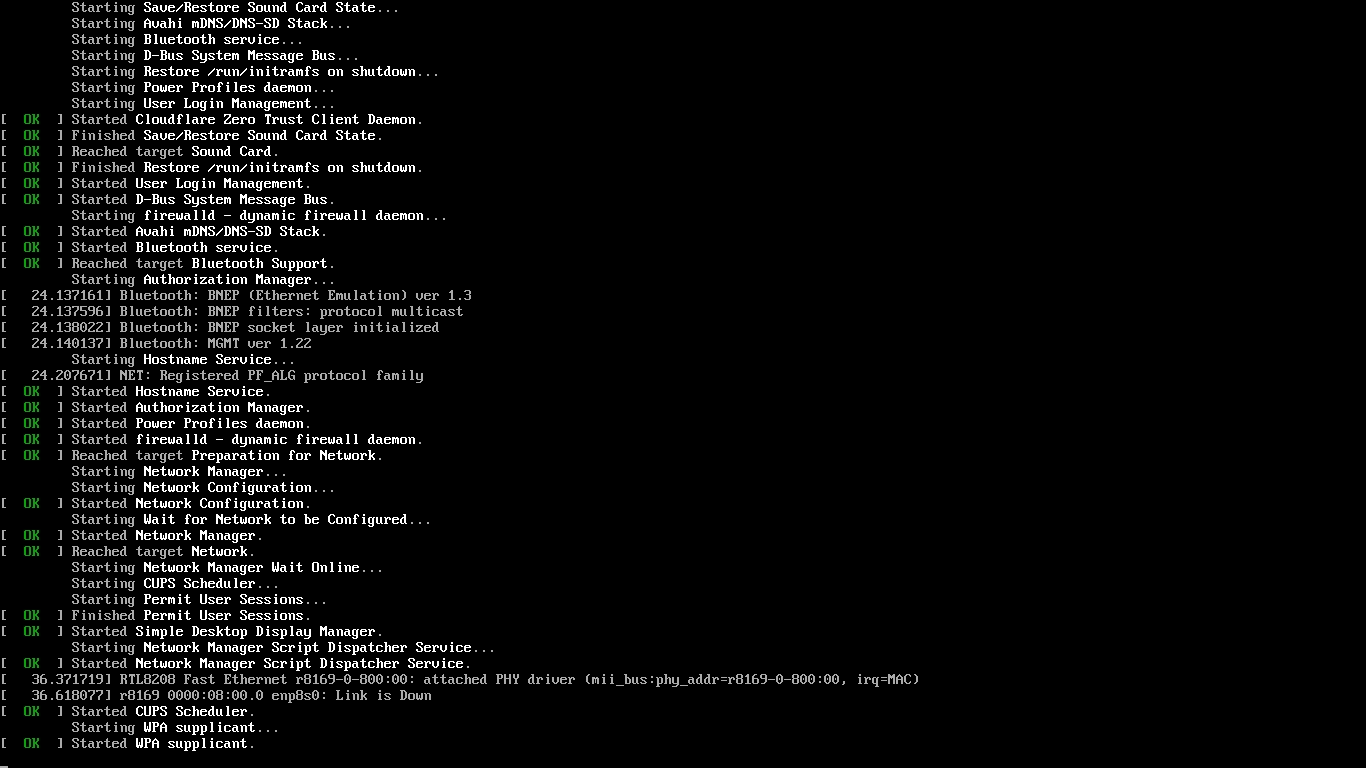 Starting Save/Restore Sound Card State...
Starting Avahi mDNS/DNS-SD Stack...
Starting Bluetooth service...
Starting D-Bus System Message Bus...
Starting Restore /run/initramfs on shutdown...
Starting Power Profiles daemon...
Starting User Login Management...
[  OK  ] Started Cloudflare Zero Trust Client Daemon.
[  OK  ] Finished Save/Restore Sound Card State.
[  OK  ] Reached target Sound Card.
[  OK  ] Finished Restore /run/initramfs on shutdown.
[  OK  ] Started User Login Management.
[  OK  ] Started D-Bus System Message Bus.
Starting firewalld - dynamic firewall daemon...
[  OK  ] Started Avahi mDNS/DNS-SD Stack.
[  OK  ] Started Bluetooth service.
[  OK  ] Reached target Bluetooth Support.
Starting Authorization Manager...
[   24.137161] Bluetooth: BNEP (Ethernet Emulation) ver 1.3
[   24.137596] Bluetooth: BNEP filters: protocol multicast
[   24.138022] Bluetooth: BNEP socket layer initialized
[   24.140137] Bluetooth: MGMT ver 1.22
Starting Hostname Service...
[   24.207671] NET: Registered PF_ALG protocol family
[  OK  ] Started Hostname Service.
[  OK  ] Started Authorization Manager.
[  OK  ] Started Power Profiles daemon.
[  OK  ] Started firewalld - dynamic firewall daemon.
[  OK  ] Reached target Preparation for Network.
Starting Network Manager...
Starting Network Configuration...
[  OK  ] Started Network Configuration.
Starting Wait for Network to be Configured...
[  OK  ] Started Network Manager.
[  OK  ] Reached target Network.
Starting Network Manager Wait Online...
Starting CUPS Scheduler...
Starting Permit User Sessions...
[  OK  ] Finished Permit User Sessions.
[  OK  ] Started Simple Desktop Display Manager.
Starting Network Manager Script Dispatcher Service...
[  OK  ] Started Network Manager Script Dispatcher Service.
[   36.371719] RTL8208 Fast Ethernet r8169-0-800:00: attached PHY driver (mii_bus:phy_addr=r8169-0-800:00, irq=MAC)
[   36.618077] r8169 0000:08:00.0 enp8s0: Link is Down
[  OK  ] Started CUPS Scheduler.
Starting WPA supplicant...
[  OK  ] Started WPA supplicant.